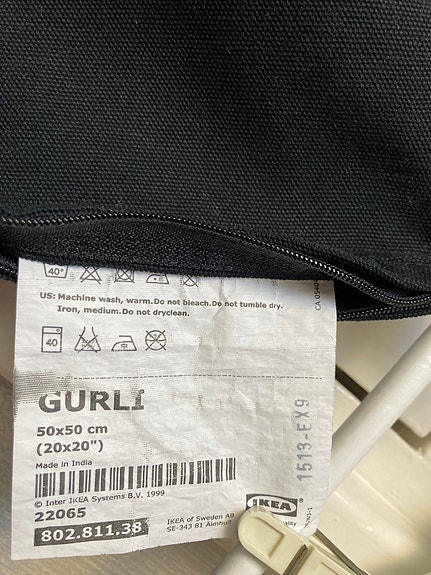 40°
US: Machine wash, warm.Do not bleach.Do not tumble dry.
Iron, medium.Do not dryclean.
40
GURLI
50x50 cm
(20x20")
Made in India
© Inter IKEA Systems B.V. 1999
22065
802.811.38
IKEA of Sweden AB
SE-343 81 Älmhult
IKEA
1513-EX9